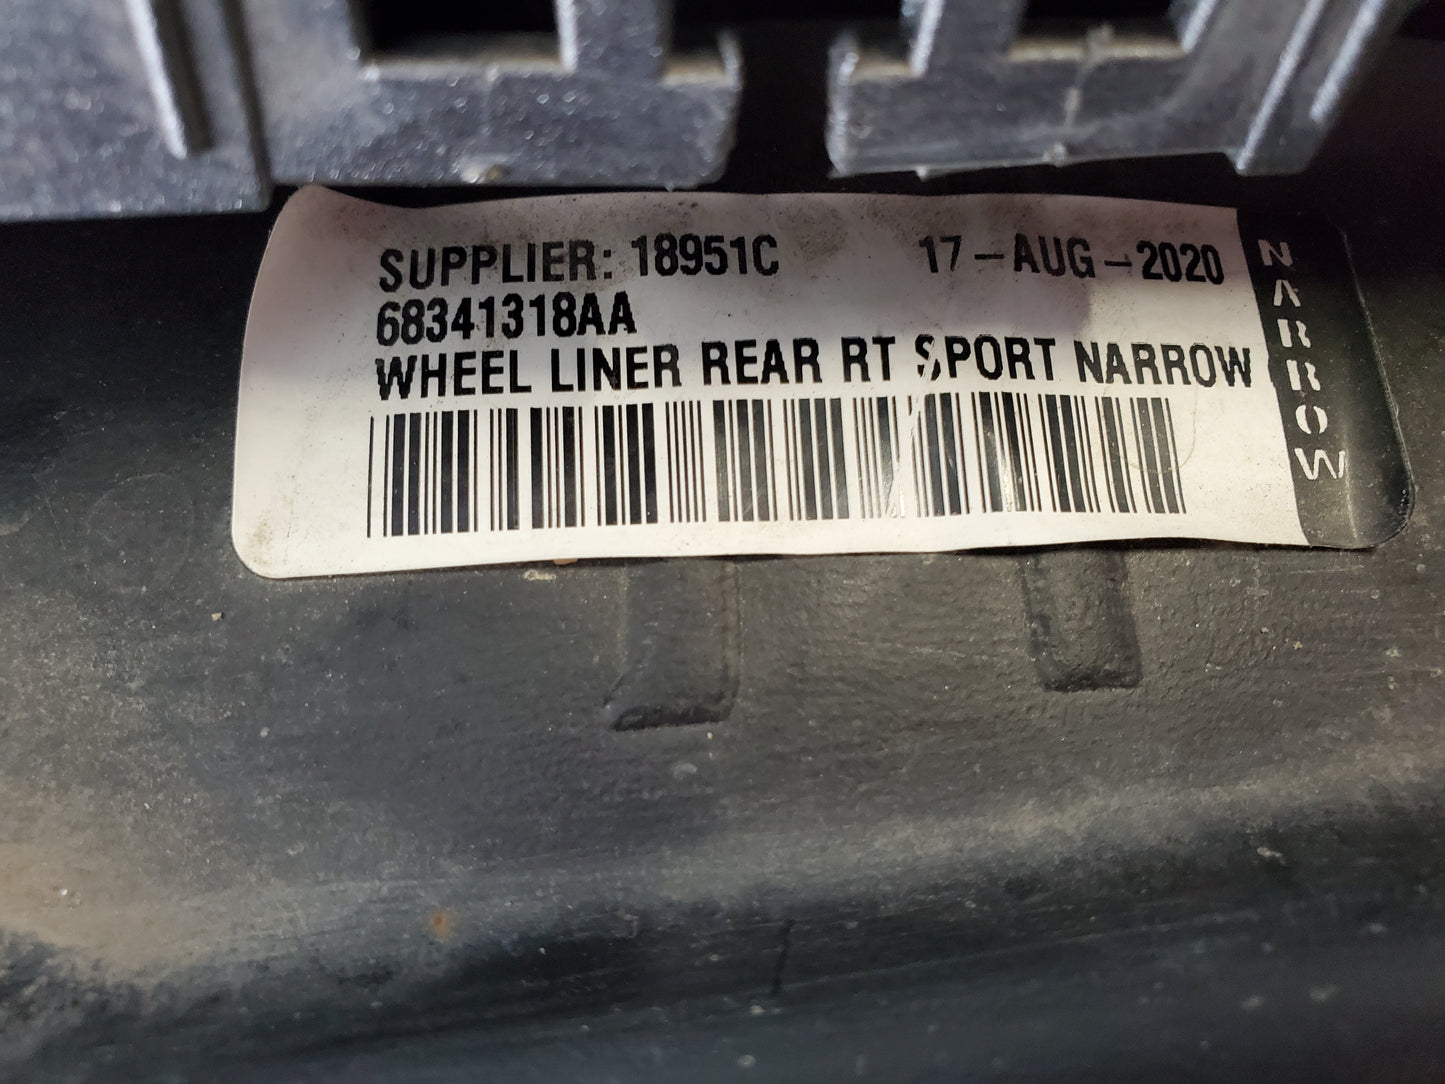 SUPPLIER: 18951C 17-AUG-2020
68341318AA
WHEEL LINER REAR RT SPORT NARROW
NARROW